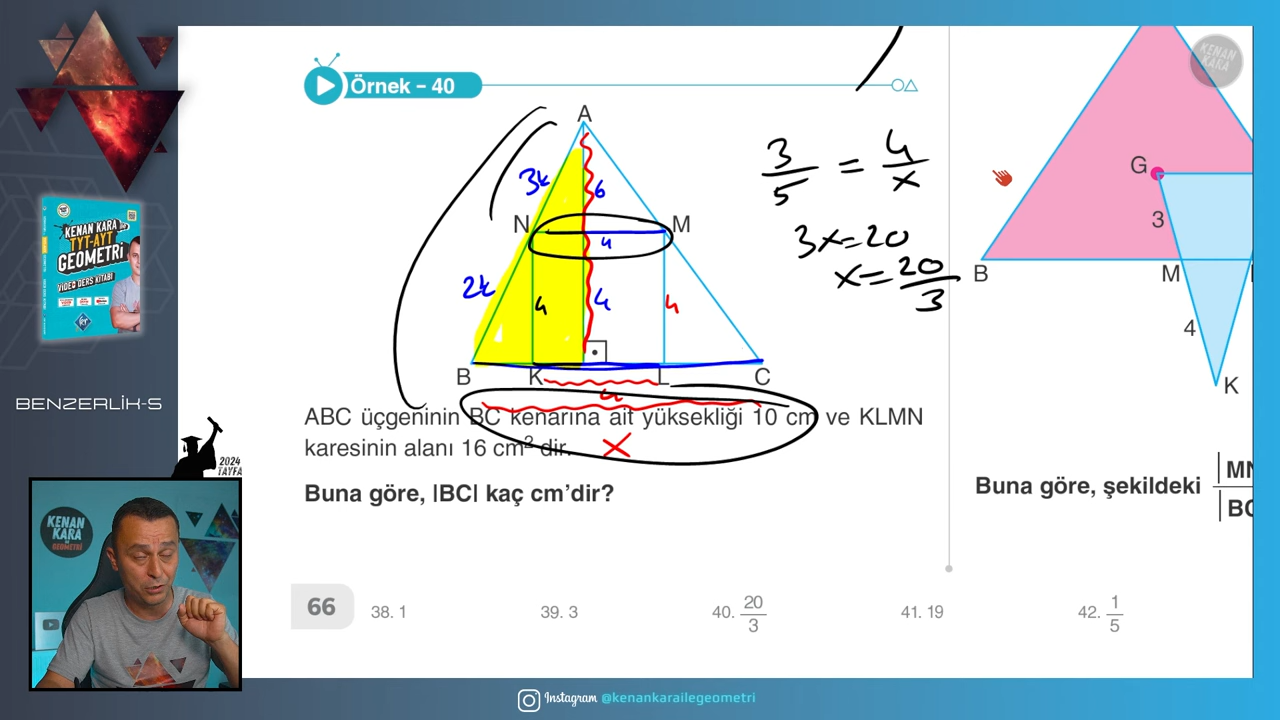 KENAN KARA
TYT-AYT
GEOMETRİ
VİDEO DERS KİTABI
BENZERLİK-S
2024
TAYFA
KENAN
KARA
GEOMETRİ
Örnek – 40
A
3k
6
N
M
4
2k
4
4
4
B
K
L
C
4
x
3/5 = 4/x
3x=20
x=20/3
ABC üçgeninin BC kenarına ait yüksekliği 10 cm ve KLMN
karesinin alanı 16 cm² dir.
Buna göre, |BC| kaç cm'dir?
66
38. 1
39. 3
40. 20/3
41. 19
42. 1/5
KENAN
KARA
G
3
B
M
4
K
Buna göre, şekildeki
Instagram @kenankarailegeometri